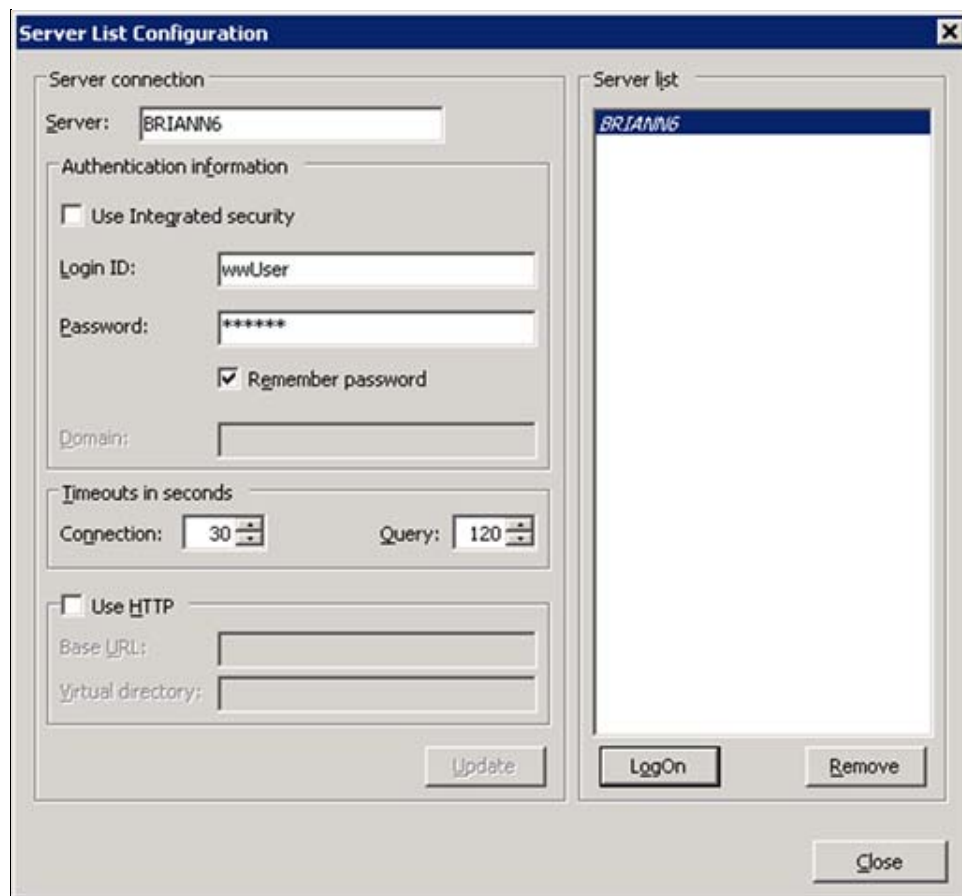 Server List Configuration
Server connection
Server: BRIANN6
Authentication information
Use Integrated security
Login ID: wwUser
Password: ******
Remember password
Domain:
Timeouts in seconds
Connection: 30 Query: 120
Use HTTP
Base URL:
Virtual directory:
Update
Server list
BRIANN6
LogOn Remove
Close